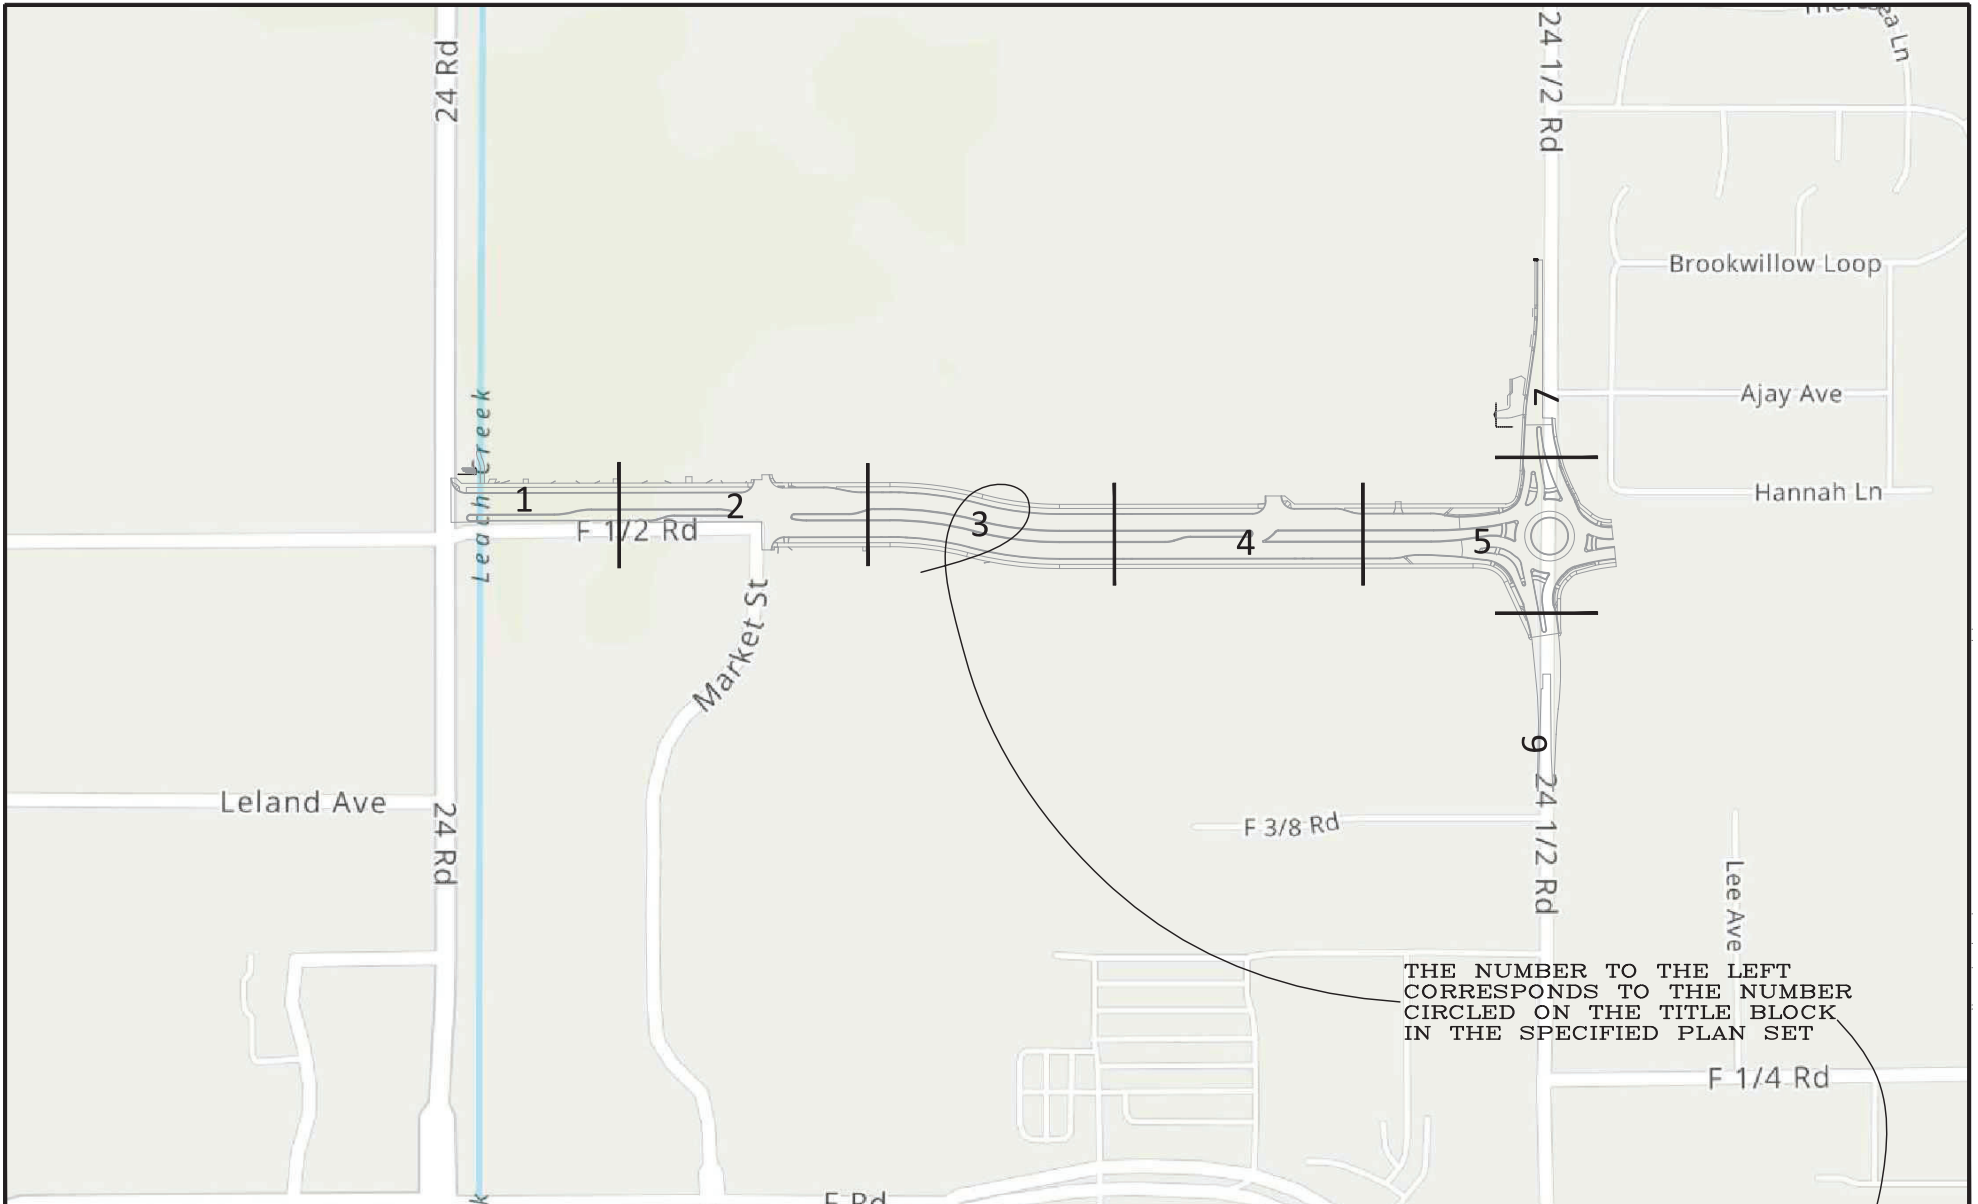 24 Rd
24 1/2 Rd
ea Ln
Brookwillow Loop
Ajay Ave
Hannah Ln
Leach Creek
F 1/2 Rd
1
2
3
4
5
7
6
Market St
Leland Ave
24 Rd
F 3/8 Rd
24 1/2 Rd
Lee Ave
THE NUMBER TO THE LEFT
CORRESPONDS TO THE NUMBER
CIRCLED ON THE TITLE BLOCK
IN THE SPECIFIED PLAN SET
F 1/4 Rd
F Rd
k